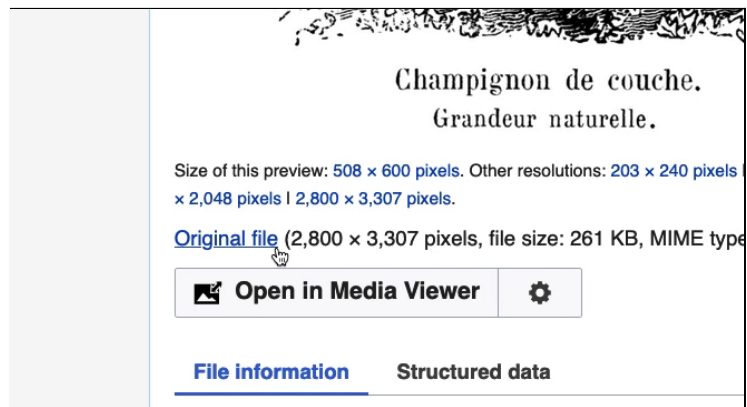 Champignon de couche.
Grandeur naturelle.
Size of this preview: 508 × 600 pixels. Other resolutions: 203 × 240 pixels
× 2,048 pixels | 2,800 × 3,307 pixels.
Original file (2,800 × 3,307 pixels, file size: 261 KB, MIME type
Open in Media Viewer
File information Structured data